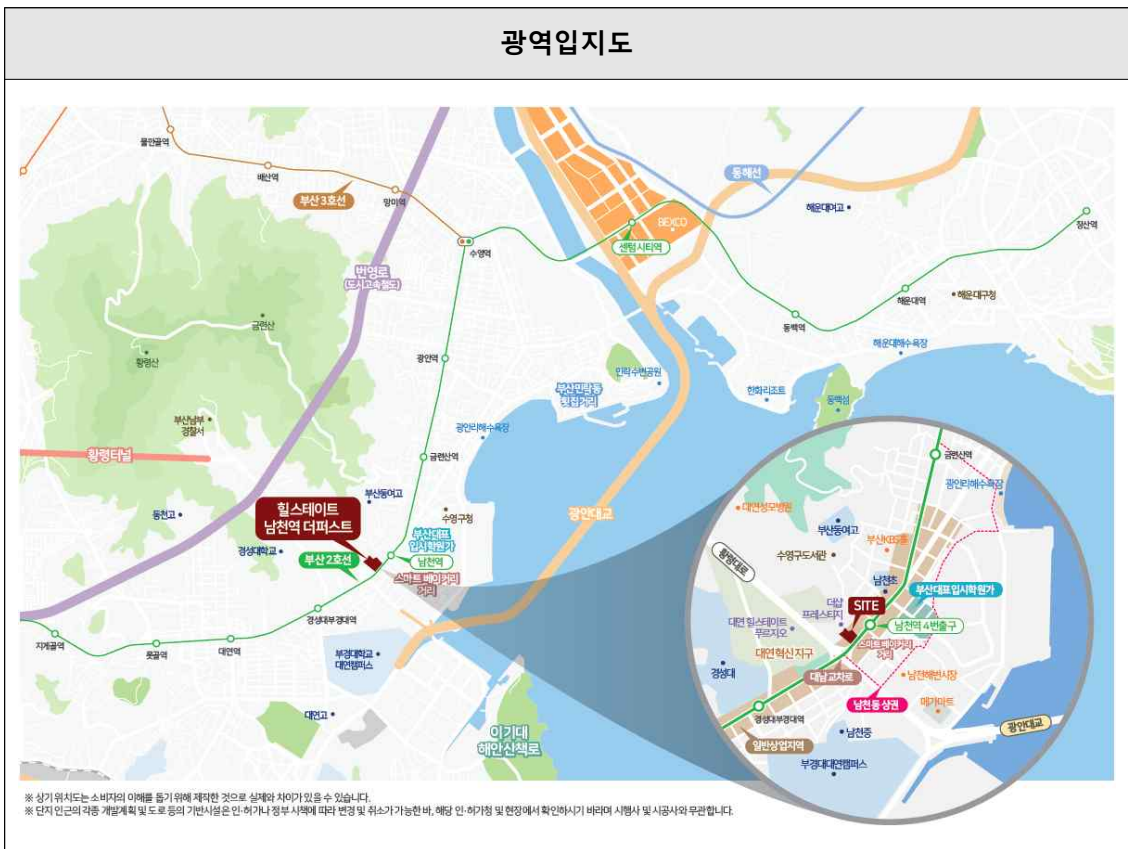 광역입지도
물만골역
배산역
부산 3호선
망미역
수영역
동해선
BEXCO
센텀시티역
해운대여고
장산역
번영로
(도시고속철도)
금련산
황령산
해운대역
해운대구청
동백역
해운대해수욕장
광안역
민락수변공원
한화리조트
부산민락동
횟집거리
동백섬
부산남부
경찰서
광안리해수욕장
황령터널
금련산역
힐스테이트
남천역 더퍼스트
부산동여고
수영구청
동천고
경성대학교
부산대표
입시학원가
남천역
부산 2호선
스마트 베이커리
거리
광안대교
경성대부경대역
지게골역
못골역
대연역
부경대학교
대연캠퍼스
대연고
이기대
해안산책로
금련산역
광안리해수욕장
대연성모병원
부산동여고
부산KBS홀
수영구도서관
황령대로
남천초
부산대표 입시학원가
더샵
프레스티지
SITE
대연 힐스테이트
푸르지오
남천역 4번출구
스마트베이커리
거리
대연혁신지구
대남교차로
경성대
남천해변시장
메가마트
남천동 상권
경성대부경대역
광안대교
남천중
일반상업지역
부경대대연캠퍼스
※ 상기 위치도는 소비자의 이해를 돕기 위해 제작한 것으로 실제와 차이가 있을 수 있습니다.
※ 단지 인근의 각종 개발계획 및 도로 등의 기반시설은 인·허가나 정부 시책에 따라 변경 및 취소가 가능한 바, 해당 인·허가청 및 현장에서 확인하시기 바라며 시행사 및 시공사와 무관합니다.